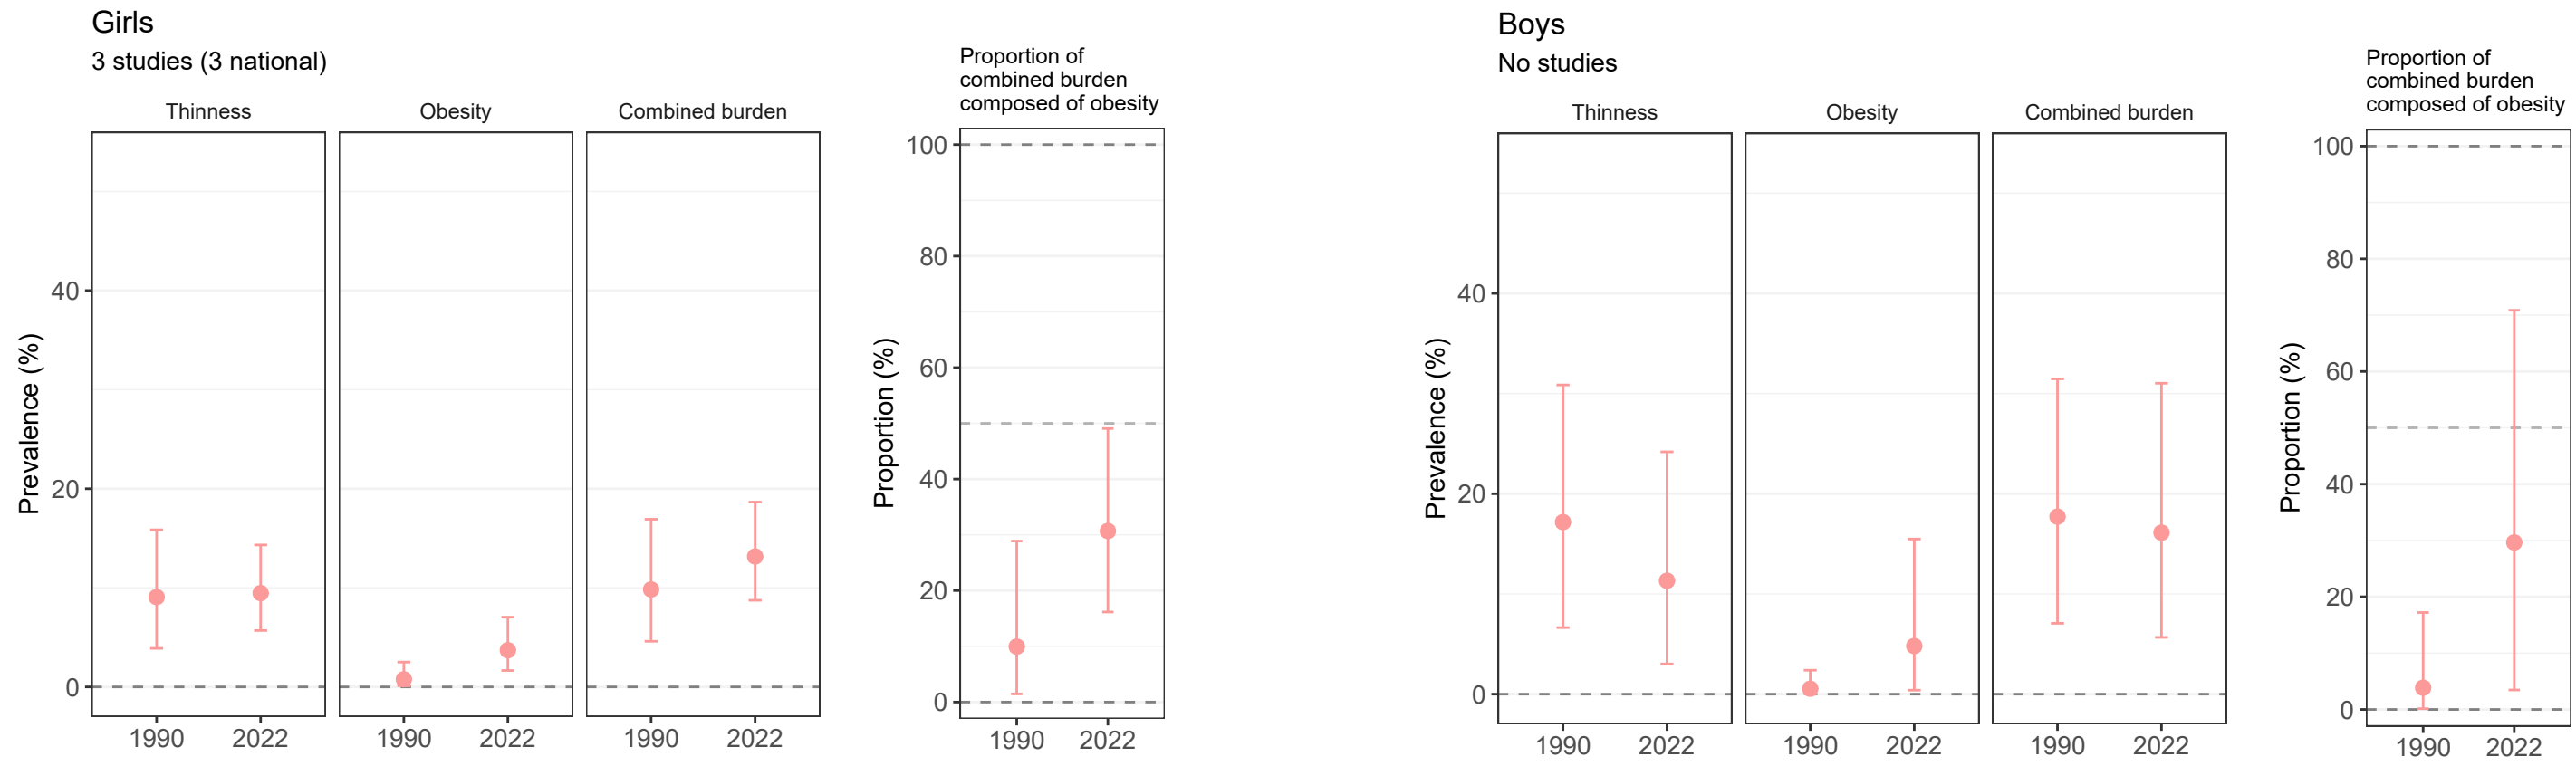 Girls
3 studies (3 national)
Thinness
Obesity
Combined burden
Prevalence (%)
40
20
0
1990
2022
1990
2022
1990
2022
Proportion of
combined burden
composed of obesity
Proportion (%)
100
80
60
40
20
0
1990
2022
Boys
No studies
Thinness
Obesity
Combined burden
Prevalence (%)
40
20
0
1990
2022
1990
2022
1990
2022
Proportion of
combined burden
composed of obesity
Proportion (%)
100
80
60
40
20
0
1990
2022